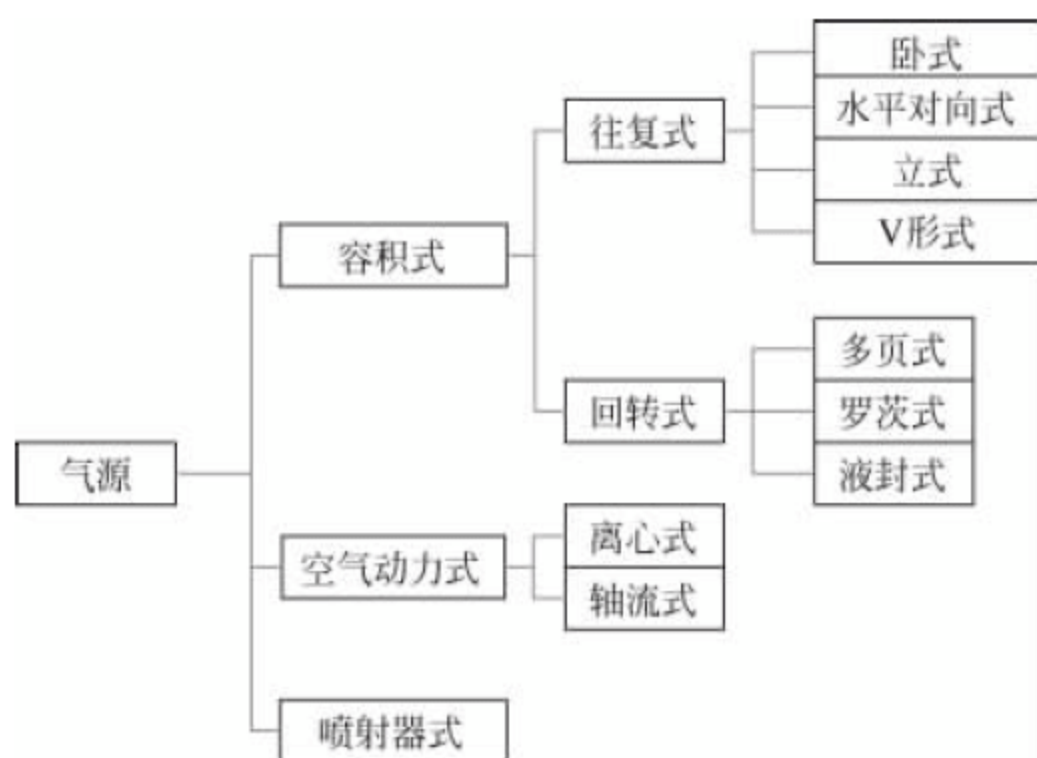 气源
容积式
往复式
卧式
水平对向式
立式
V形式
回转式
多页式
罗茨式
液封式
空气动力式
离心式
轴流式
喷射器式